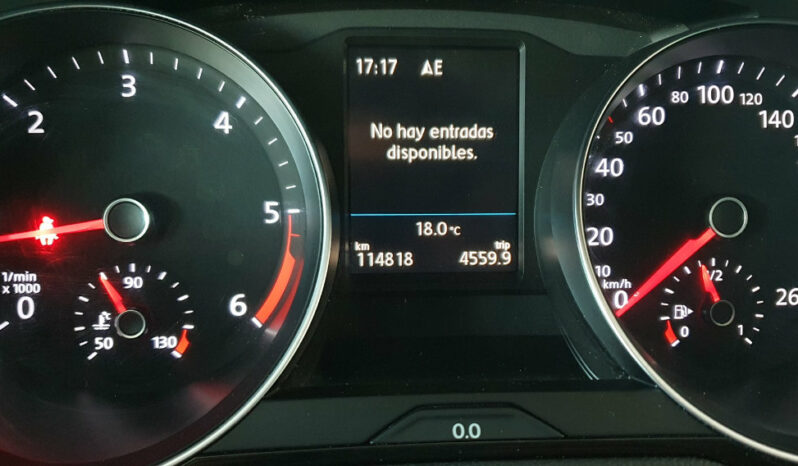 17:17 AE
No hay entradas
disponibles.
18.0 °C
km trip
114818 4559.9
0.0
0 2 3 4 5 6
1/min
x 1000
50 90 130
0 10 20 30 40 50 60 80 100 120 140
km/h
26
0 1/2 1